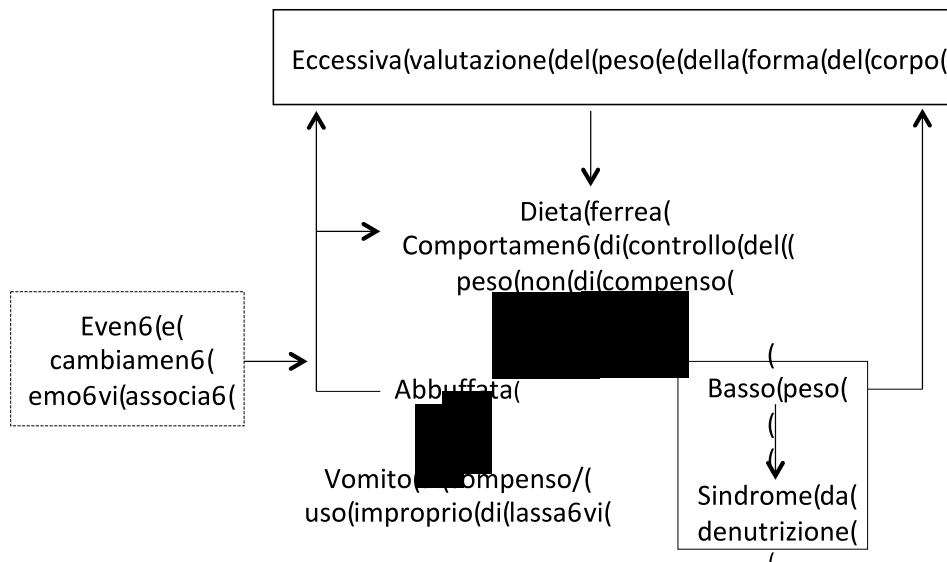 Eccessiva(valutazione(del(peso(e(della(forma(del(corpo(
Dieta(ferrea(
Comportamen6(di(controllo(del((
peso(non(di(compenso(
Even6(e(
cambiamen6(
emo6vi(associa6(
Abbuffata(
(
Basso(peso(
(
(
Sindrome(da(
denutrizione(
(
Vomito(
uso(improprio(di(lassa6vi(